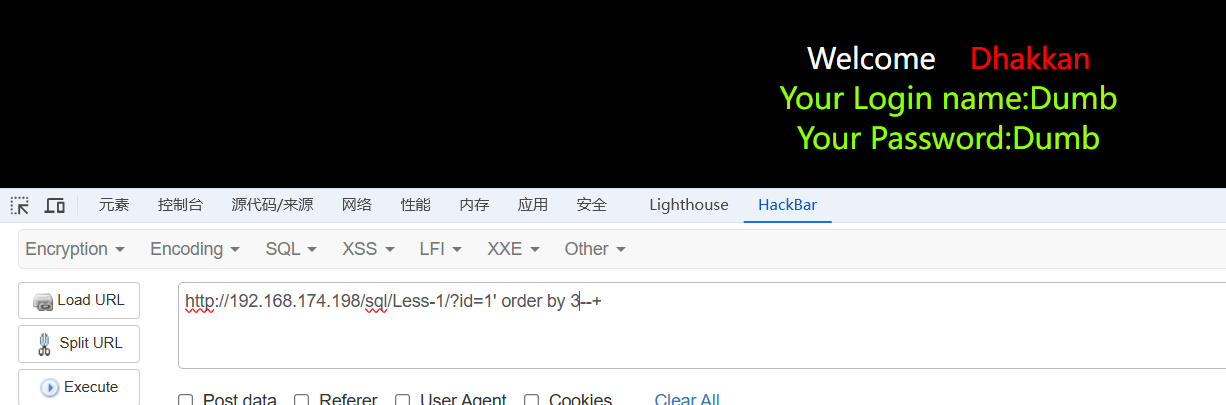 Welcome Dhakkan
Your Login name:Dumb
Your Password:Dumb
元素 控制台 源代码/来源 网络 性能 内存 应用 安全 Lighthouse HackBar
Encryption Encoding SQL XSS LFI XXE Other
Load URL
http://192.168.174.198/sql/Less-1/?id=1' order by 3--+
Split URL
Execute
Post data Referer User Agent Cookies Clear All